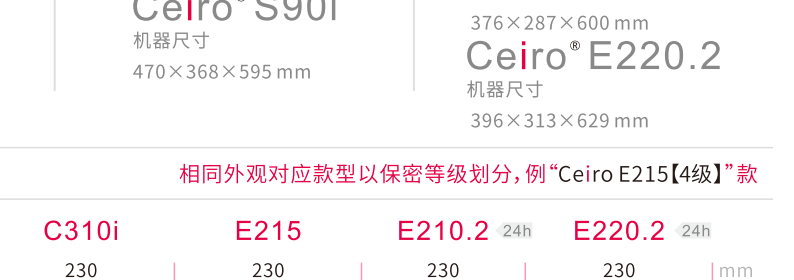 Ceiro® S90i
机器尺寸
470×368×595 mm
376×287×600 mm
Ceiro® E220.2
机器尺寸
396×313×629 mm
相同外观对应款型以保密等级划分，例“Ceiro E215【4级】”款
C310i E215 E210.2 24h E220.2 24h
230 230 230 230 mm